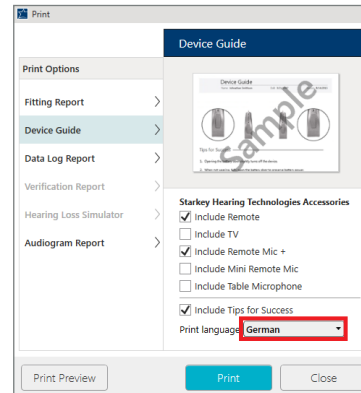 Print
Device Guide
Print Options
Fitting Report
Device Guide
Data Log Report
Verification Report
Hearing Loss Simulator
Audiogram Report
Device Guide
Sample
Tips for Success
Starkey Hearing Technologies Accessories
Include Remote
Include TV
Include Remote Mic +
Include Mini Remote Mic
Include Table Microphone
Include Tips for Success
Print language German
Print Preview
Print
Close